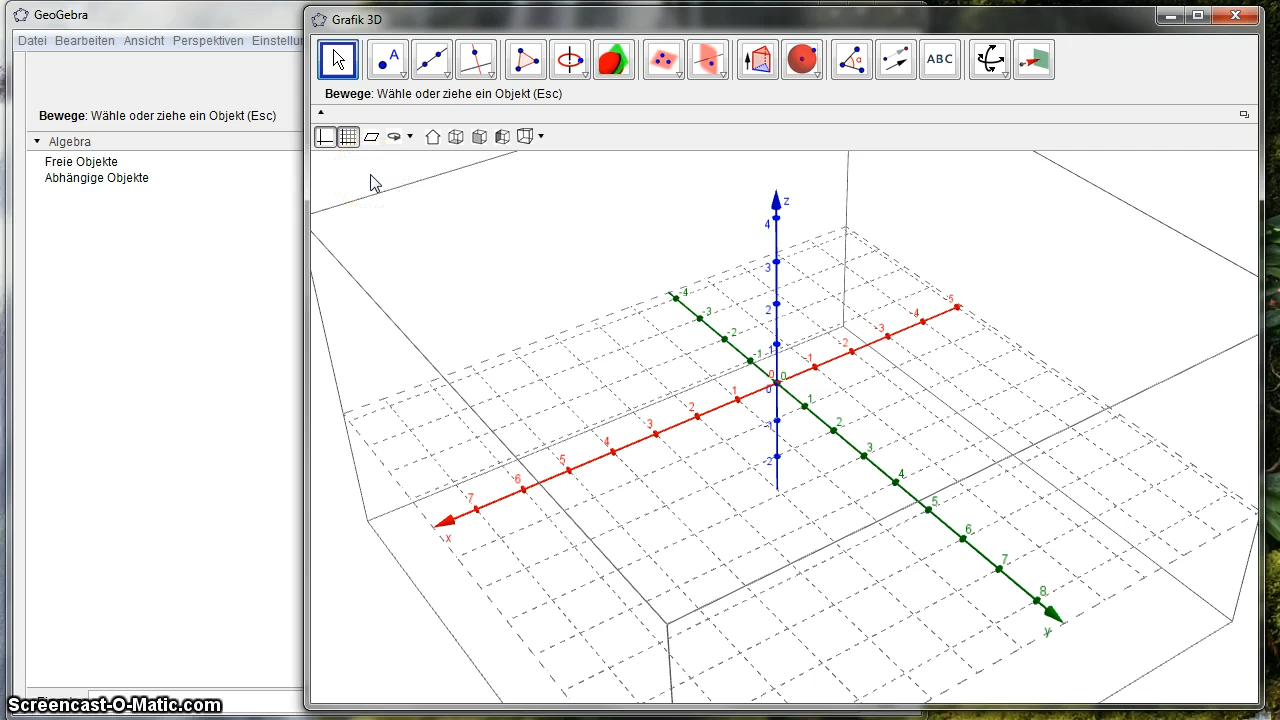 GeoGebra
Datei Bearbeiten Ansicht Perspektiven Einstellu
Bewege: Wähle oder ziehe ein Objekt (Esc)
Algebra
Freie Objekte
Abhängige Objekte
Grafik 3D
A
α
ABC
Bewege: Wähle oder ziehe ein Objekt (Esc)
z
4
3
2
1
0
-1
-2
-4
-3
-2
-1
0
1
2
3
4
5
6
7
8
y
-5
-4
-3
-2
-1
0
1
2
3
4
5
6
7
x
Screencast-O-Matic.com